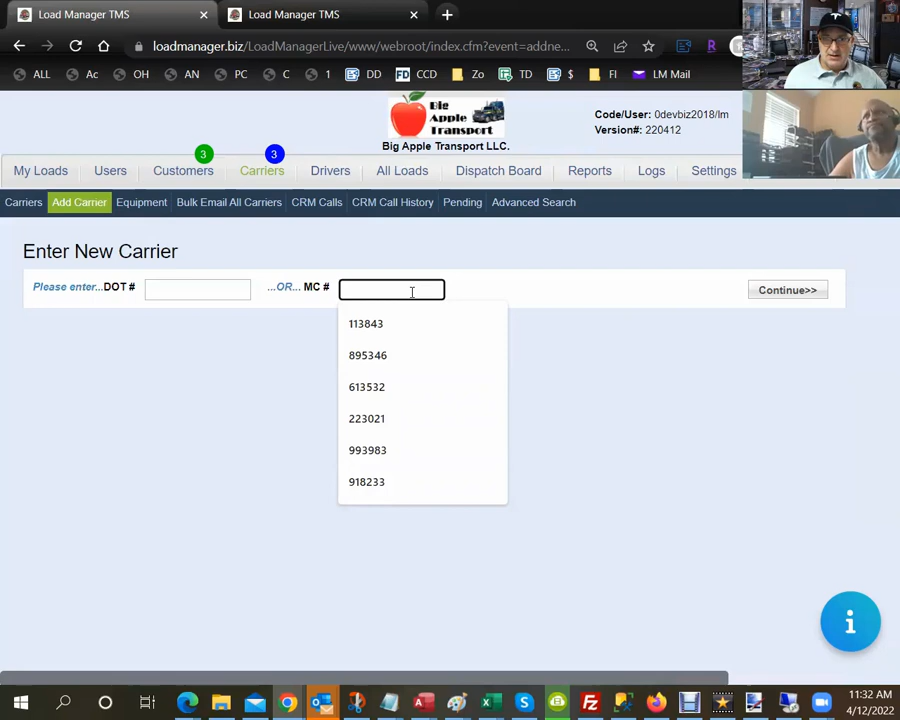 Load Manager TMS
Load Manager TMS
loadmanager.biz/LoadManagerLive/www/webroot/index.cfm?event=addne...
ALL
Ac
OH
AN
PC
C
1
DD
CCD
Zo
TD
$
FI
LM Mail
Big
Apple
Transport
Big Apple Transport LLC.
Code/User: 0devbiz2018/lm
Version#: 220412
3
3
My Loads
Users
Customers
Carriers
Drivers
All Loads
Dispatch Board
Reports
Logs
Settings
Carriers
Add Carrier
Equipment
Bulk Email All Carriers
CRM Calls
CRM Call History
Pending
Advanced Search
Enter New Carrier
Please enter...DOT #
...OR... MC #
Continue>>
113843
895346
613532
223021
993983
918233
11:32 AM
4/12/2022